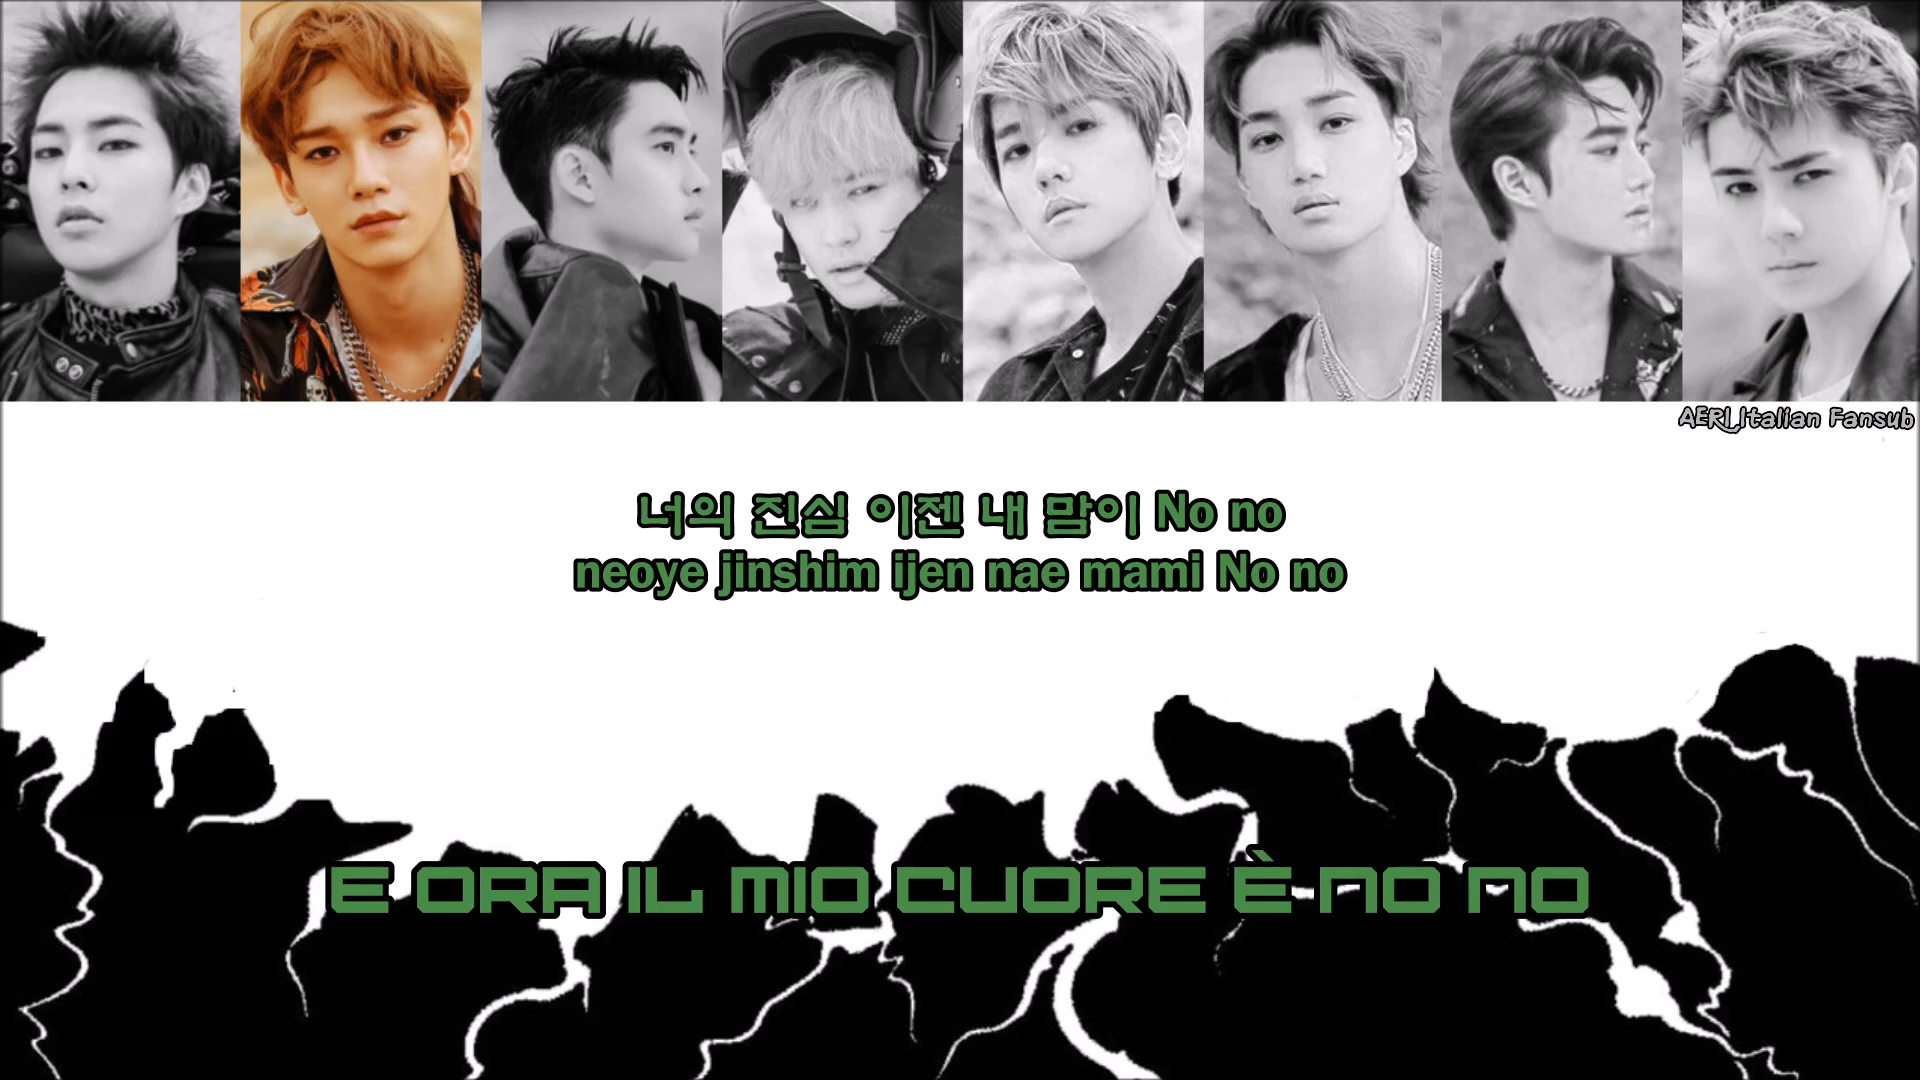 AERI_Italian Fansub
너의 진심 이젠 내 맘이 No no
neoye jinshim ijen nae mami No no
E ORA IL MIO CUORE È NO NO